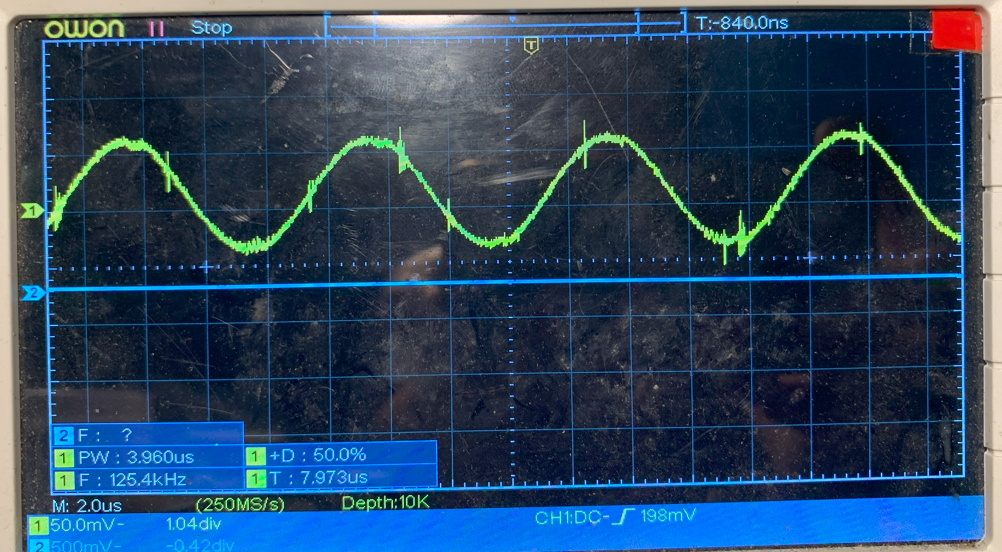 owon Stop T:-840.0ns
T
1
2
2 F : ?
1 PW : 3.960us 1 +D : 50.0%
1 F : 125.4kHz 1 T : 7.973us
M: 2.0us (250MS/s) Depth:10K
1 50.0mV- 1.04div CH1:DC- 198mV
2 500mV- -0.42div